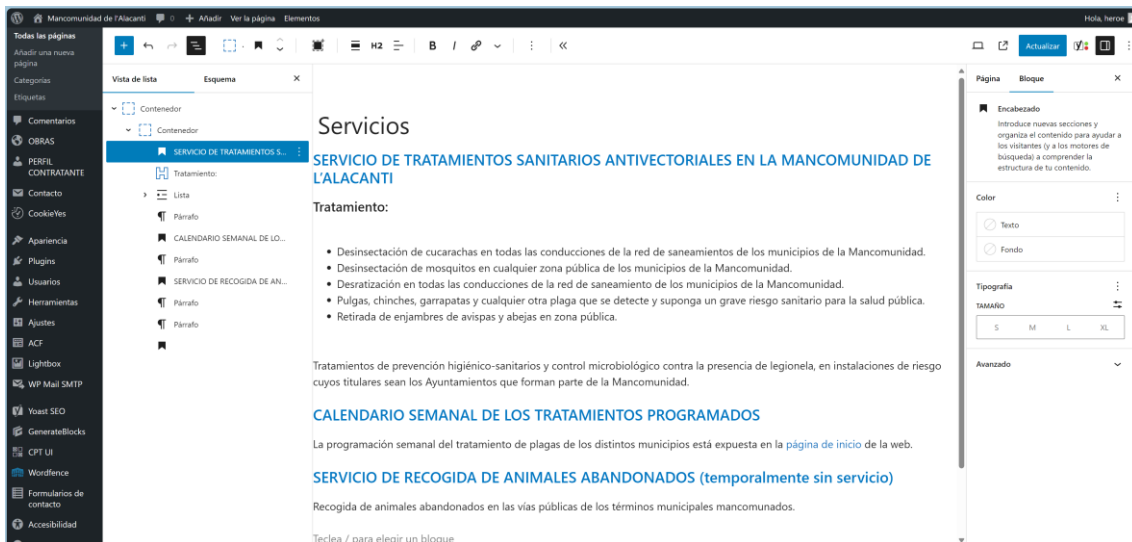 Mancomunidad de l'Alacanti 0 Añadir Ver la página Elementos Hola, heroe
Todas las páginas
Añadir una nueva
página
Categorías
Etiquetas
Comentarios
OBRAS
PERFIL
CONTRATANTE
Contacto
CookieYes
Apariencia
Plugins
Usuarios
Herramientas
Ajustes
ACF
Lightbox
WP Mail SMTP
Yoast SEO
GenerateBlocks
CPT UI
Wordfence
Formularios de
contacto
Accesibilidad
H2 B I
Actualizar
Vista de lista Esquema
Contenedor
Contenedor
SERVICIO DE TRATAMIENTOS S...
Tratamiento:
Lista
Párrafo
CALENDARIO SEMANAL DE LO...
Párrafo
SERVICIO DE RECOGIDA DE AN...
Párrafo
Párrafo
Servicios
SERVICIO DE TRATAMIENTOS SANITARIOS ANTIVECTORIALES EN LA MANCOMUNIDAD DE
L'ALACANTI
Tratamiento:
• Desinsectación de cucarachas en todas las conducciones de la red de saneamientos de los municipios de la Mancomunidad.
• Desinsectación de mosquitos en cualquier zona pública de los municipios de la Mancomunidad.
• Desratización en todas las conducciones de la red de saneamiento de los municipios de la Mancomunidad.
• Pulgas, chinches, garrapatas y cualquier otra plaga que se detecte y suponga un grave riesgo sanitario para la salud pública.
• Retirada de enjambres de avispas y abejas en zona pública.
Tratamientos de prevención higiénico-sanitarios y control microbiológico contra la presencia de legionela, en instalaciones de riesgo
cuyos titulares sean los Ayuntamientos que forman parte de la Mancomunidad.
CALENDARIO SEMANAL DE LOS TRATAMIENTOS PROGRAMADOS
La programación semanal del tratamiento de plagas de los distintos municipios está expuesta en la página de inicio de la web.
SERVICIO DE RECOGIDA DE ANIMALES ABANDONADOS (temporalmente sin servicio)
Recogida de animales abandonados en las vías públicas de los términos municipales mancomunados.
Teclea / para elegir un bloque
Página Bloque
Encabezado
Introduce nuevas secciones y
organiza el contenido para ayudar a
los visitantes (y a los motores de
búsqueda) a comprender la
estructura de tu contenido.
Color
Texto
Fondo
Tipografía
TAMAÑO
S M L XL
Avanzado